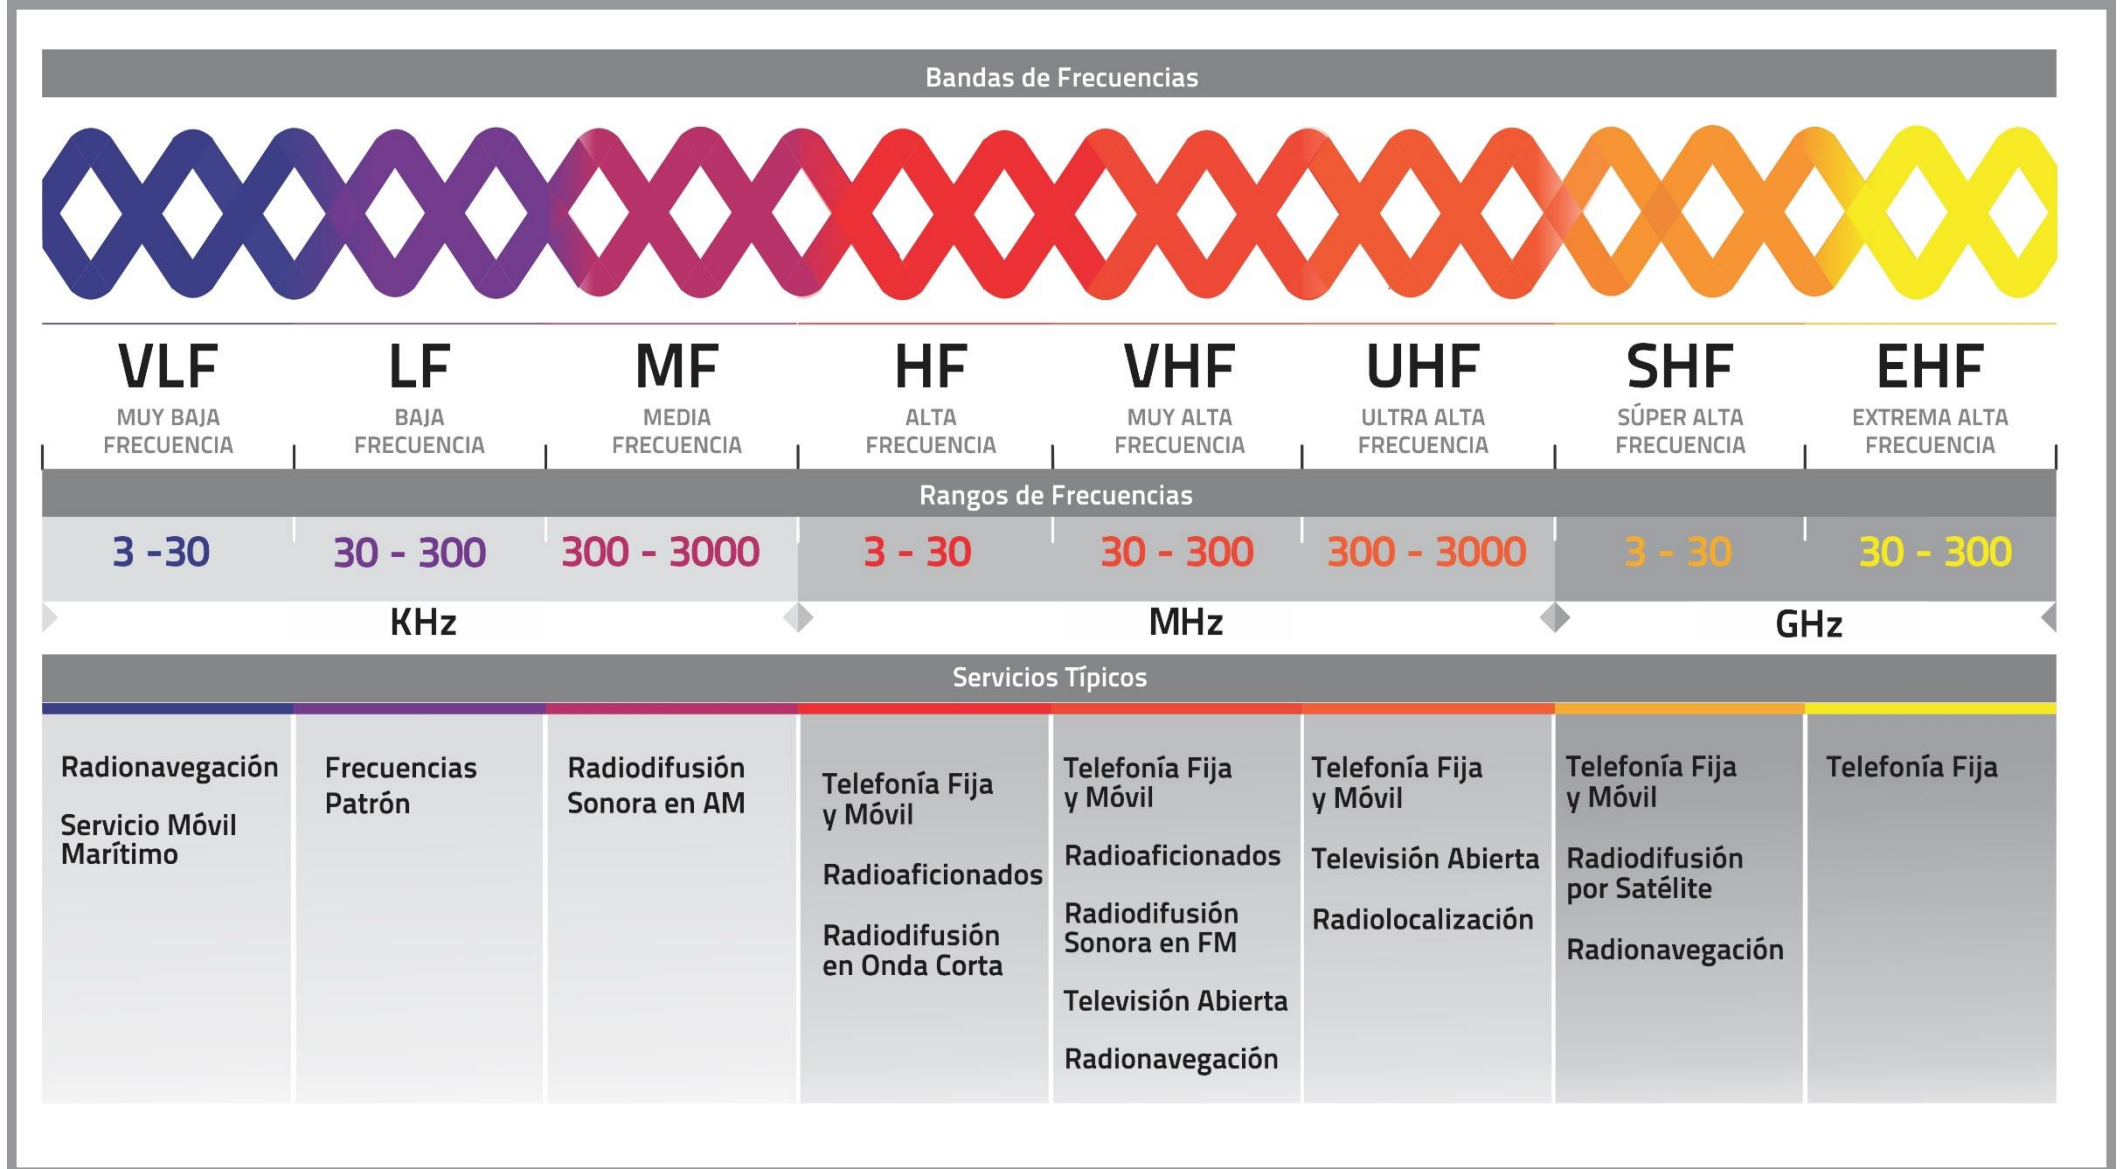 Bandas de Frecuencias
VLF
MUY BAJA
FRECUENCIA
LF
BAJA
FRECUENCIA
MF
MEDIA
FRECUENCIA
HF
ALTA
FRECUENCIA
VHF
MUY ALTA
FRECUENCIA
UHF
ULTRA ALTA
FRECUENCIA
SHF
SÚPER ALTA
FRECUENCIA
EHF
EXTREMA ALTA
FRECUENCIA
Rangos de Frecuencias
3 -30
30 - 300
300 - 3000
3 - 30
30 - 300
300 - 3000
3 - 30
30 - 300
KHz
MHz
GHz
Servicios Típicos
Radionavegación
Servicio Móvil
Marítimo
Frecuencias
Patrón
Radiodifusión
Sonora en AM
Telefonía Fija
y Móvil
Radioaficionados
Radiodifusión
en Onda Corta
Telefonía Fija
y Móvil
Radioaficionados
Radiodifusión
Sonora en FM
Televisión Abierta
Radionavegación
Telefonía Fija
y Móvil
Televisión Abierta
Radiolocalización
Telefonía Fija
y Móvil
Radiodifusión
por Satélite
Radionavegación
Telefonía Fija